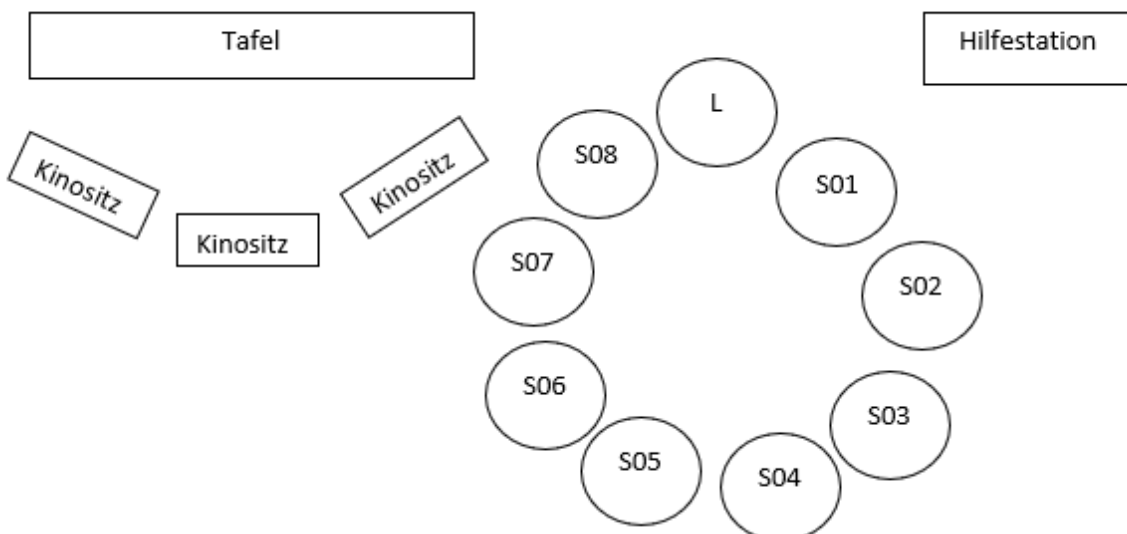 Tafel
Hilfestation
L
S08
S01
Kinositz
Kinositz
Kinositz
S07
S02
S06
S03
S05
S04